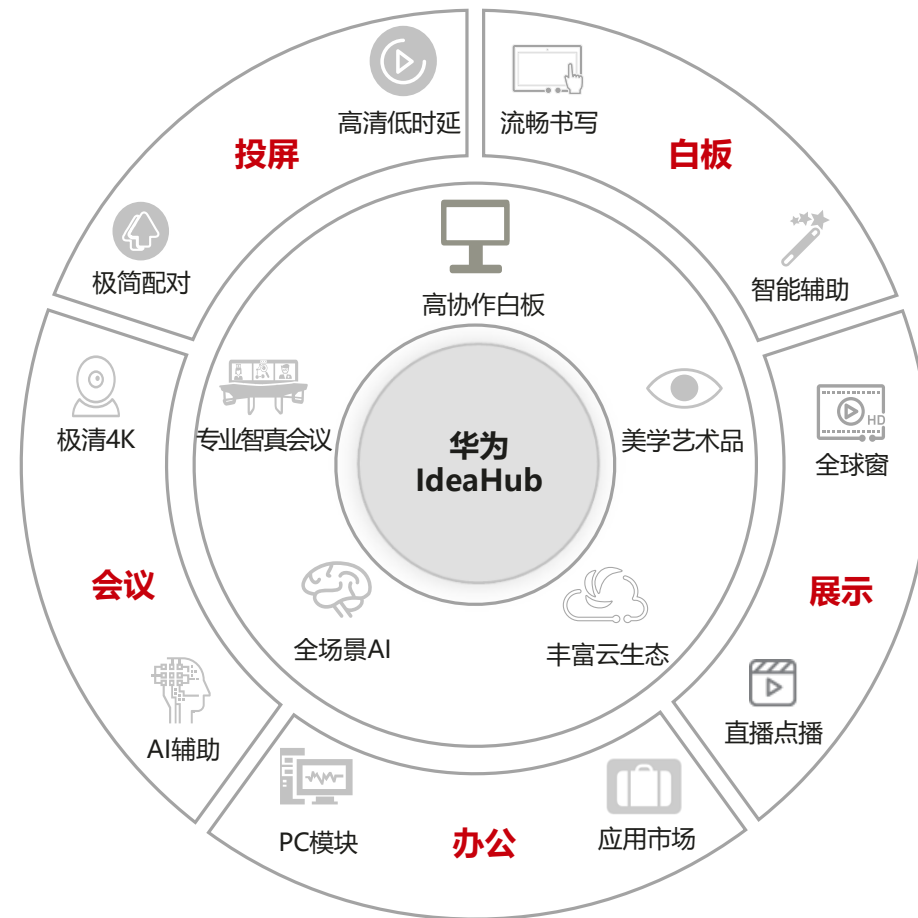 高清低时延
流畅书写
投屏
白板
极简配对
智能辅助
高协作白板
极清4K
专业智真会议
华为
IdeaHub
美学艺术品
HD
全球窗
会议
展示
全场景AI
丰富云生态
AI辅助
直播点播
PC模块
办公
应用市场